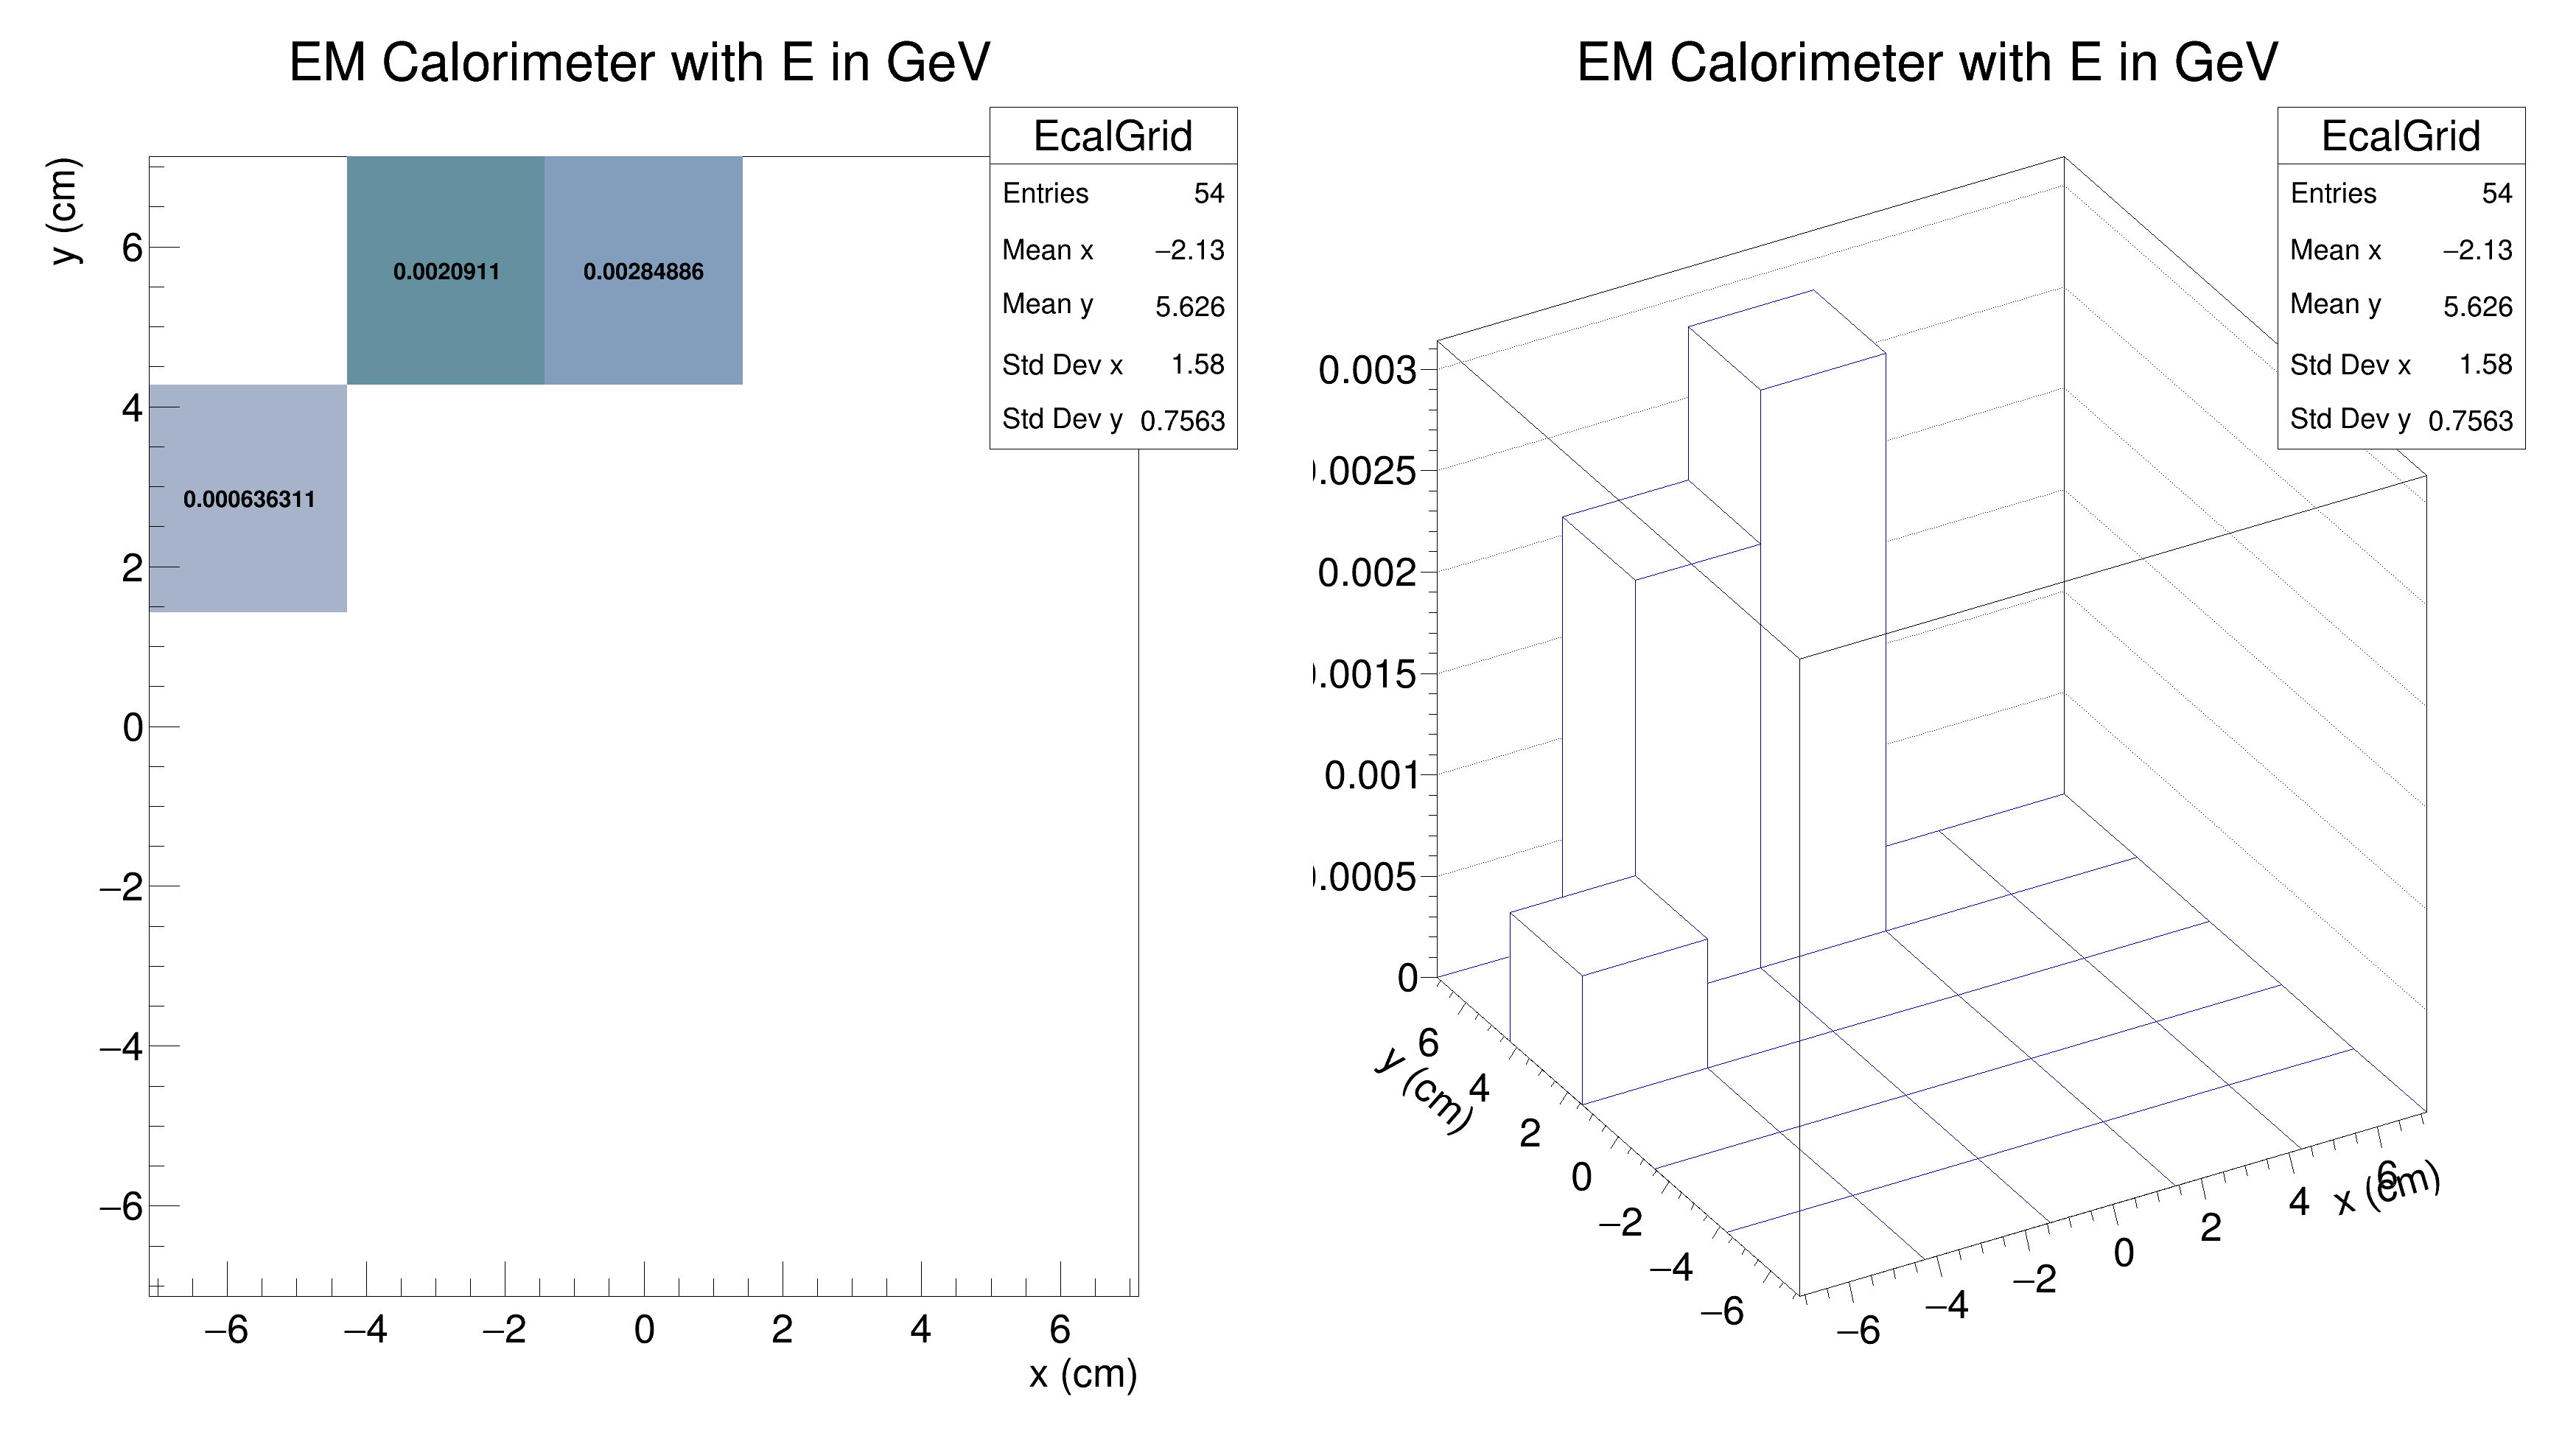 EM Calorimeter with E in GeV
EcalGrid
Entries 54
Mean x −2.13
Mean y 5.626
Std Dev x 1.58
Std Dev y 0.7563
y (cm)
6
4
2
0
−2
−4
−6
0.0020911
0.00284886
0.000636311
−6
−4
−2
0
2
4
6
x (cm)
EM Calorimeter with E in GeV
EcalGrid
Entries 54
Mean x −2.13
Mean y 5.626
Std Dev x 1.58
Std Dev y 0.7563
0.003
.0025
0.002
.0015
0.001
.0005
0
y (cm)
6
4
2
0
−2
−4
−6
−6
−4
−2
0
2
4
6
x (cm)